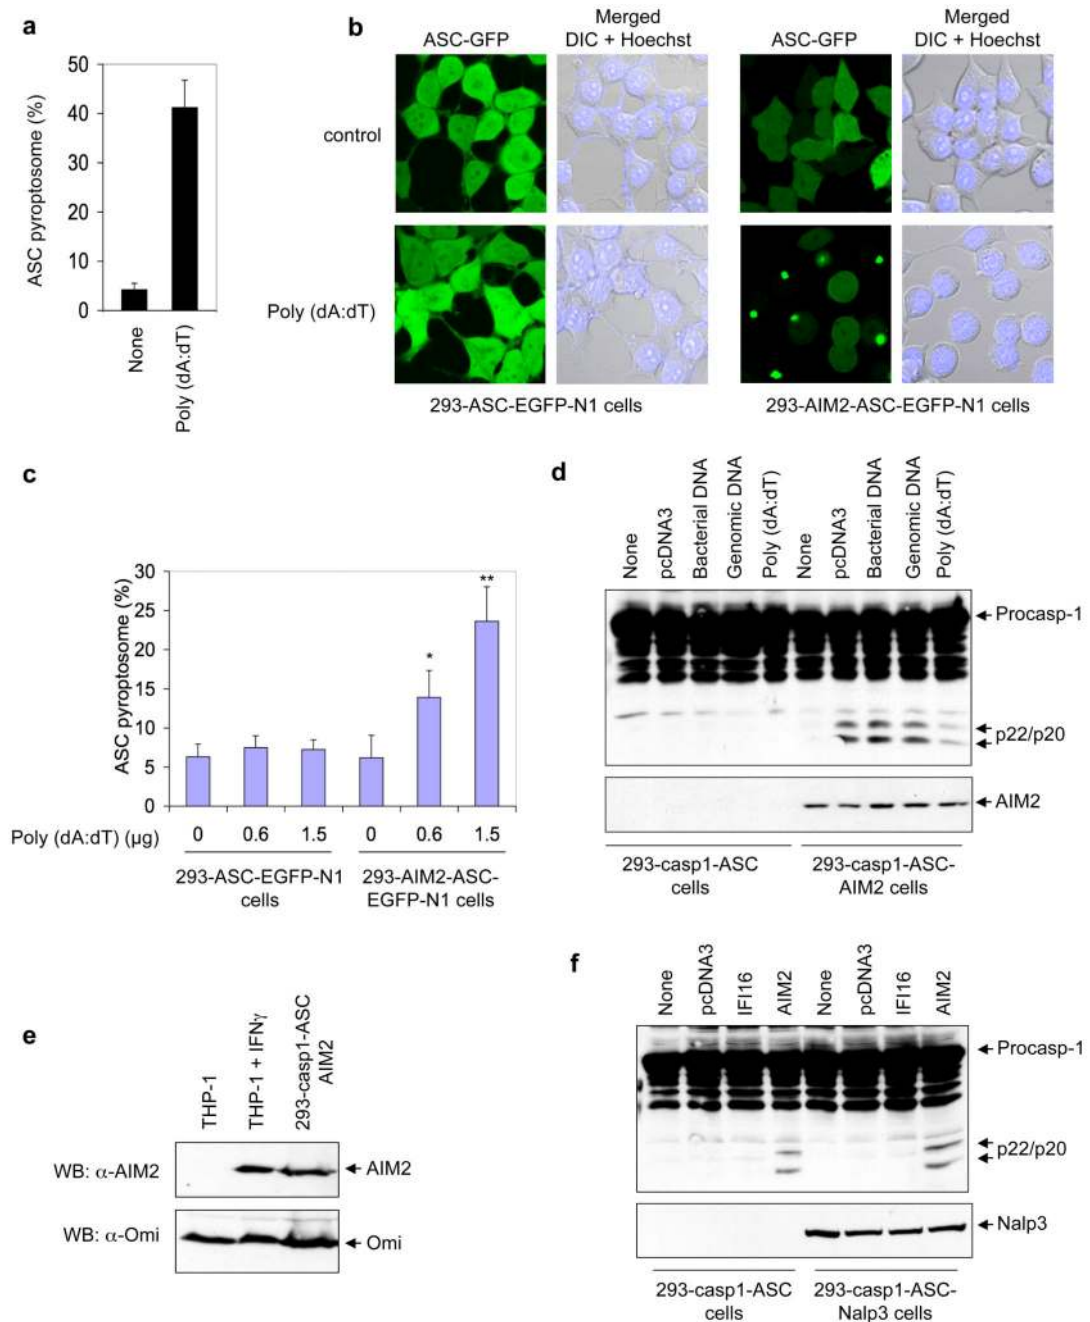 a
ASC pyroptosome (%)
50
40
30
20
10
0
None
Poly (dA:dT)
b
ASC-GFP
Merged
DIC + Hoechst
ASC-GFP
Merged
DIC + Hoechst
control
Poly (dA:dT)
293-ASC-EGFP-N1 cells
293-AIM2-ASC-EGFP-N1 cells
c
ASC pyroptosome (%)
30
25
20
15
10
5
0
*
**
Poly (dA:dT) (µg) 0 0.6 1.5 0 0.6 1.5
293-ASC-EGFP-N1
cells
293-AIM2-ASC-
EGFP-N1 cells
d
None
pcDNA3
Bacterial DNA
Genomic DNA
Poly (dA:dT)
None
pcDNA3
Bacterial DNA
Genomic DNA
Poly (dA:dT)
Procasp-1
p22/p20
AIM2
293-casp1-ASC
cells
293-casp1-ASC-
AIM2 cells
e
THP-1
THP-1 + IFNγ
293-casp1-ASC
AIM2
WB: α-AIM2
AIM2
WB: α-Omi
Omi
f
None
pcDNA3
IFI16
AIM2
None
pcDNA3
IFI16
AIM2
Procasp-1
p22/p20
Nalp3
293-casp1-ASC
cells
293-casp1-ASC-
Nalp3 cells